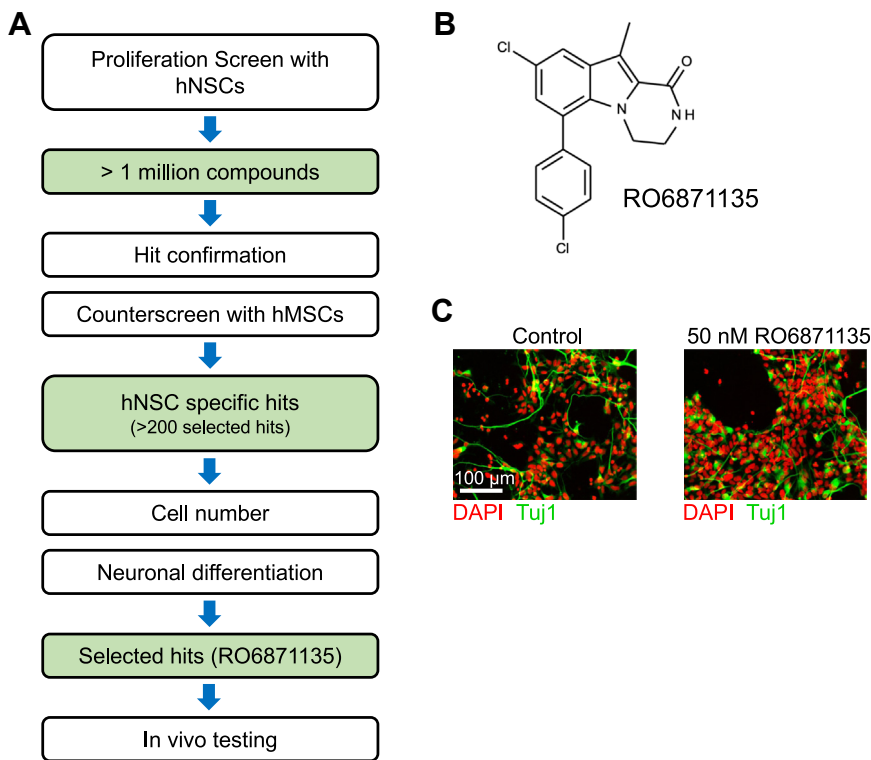 A
Proliferation Screen with
hNSCs
> 1 million compounds
Hit confirmation
Counterscreen with hMSCs
hNSC specific hits
(>200 selected hits)
Cell number
Neuronal differentiation
Selected hits (RO6871135)
In vivo testing
B
Cl
O
N
NH
Cl
RO6871135
C
Control
50 nM RO6871135
100 µm
DAPI Tuj1
DAPI Tuj1